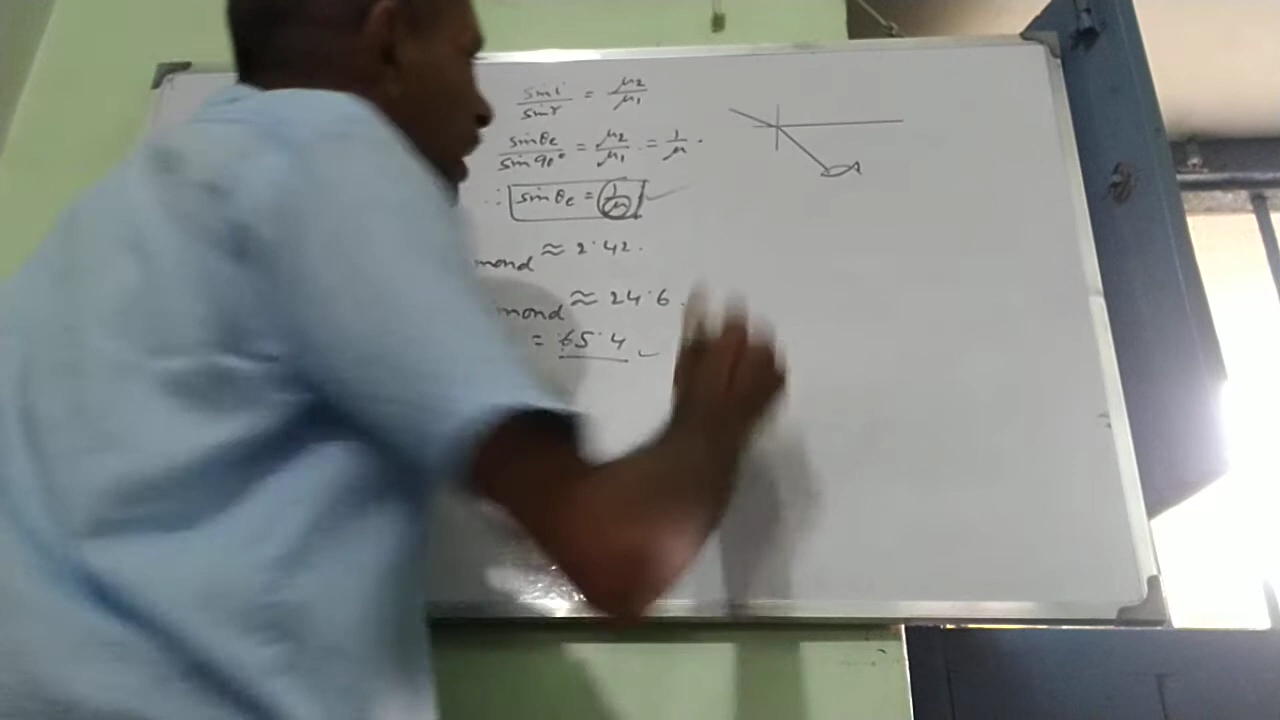 sin i / sin r = μ₂ / μ₁
sin θc / sin 90° = μ₂ / μ₁ = 1 / μ .
∴ sin θc = 1 / μ
mond ≈ 2.42.
mond ≈ 24.6.
= 65.4